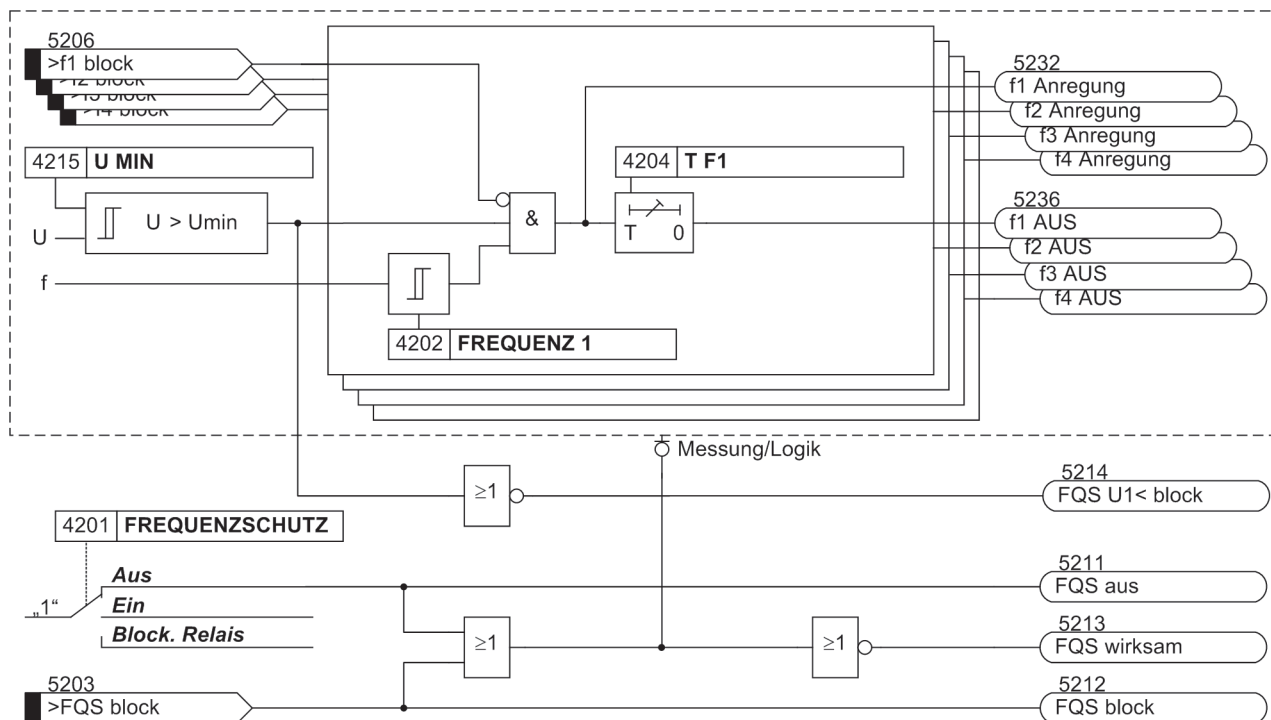 5206
>f1 block
>f2 block
>f3 block
>f4 block
4215 U MIN
U > Umin
U
f
&
4204 T F1
T 0
4202 FREQUENZ 1
5232
f1 Anregung
f2 Anregung
f3 Anregung
f4 Anregung
5236
f1 AUS
f2 AUS
f3 AUS
f4 AUS
Messung/Logik
≥1
5214
FQS U1< block
4201 FREQUENZSCHUTZ
„1“
Aus
Ein
Block. Relais
≥1
≥1
5211
FQS aus
5213
FQS wirksam
5203
>FQS block
5212
FQS block